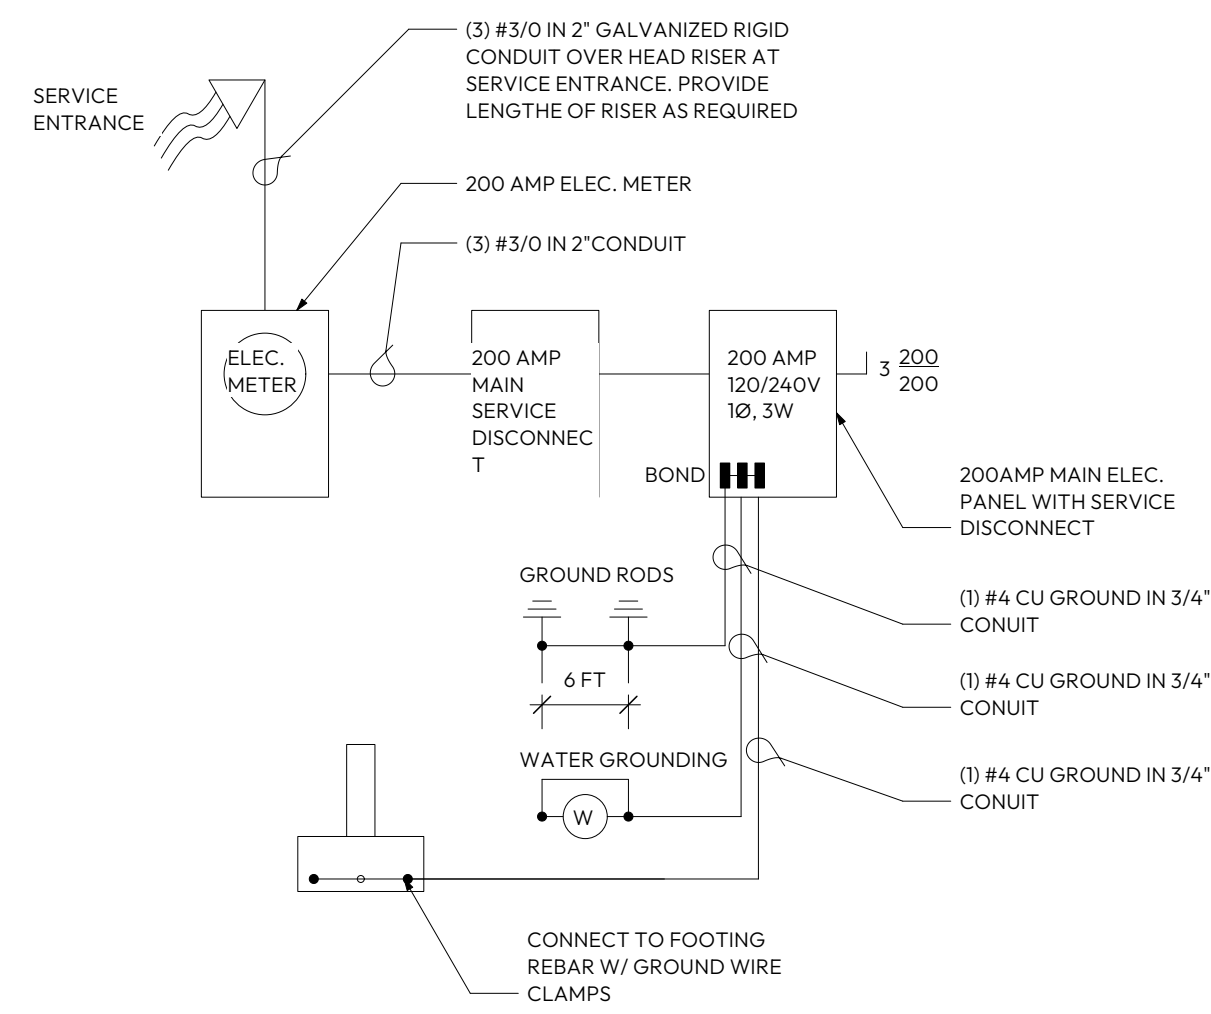 (3) #3/0 IN 2" GALVANIZED RIGID
CONDUIT OVER HEAD RISER AT
SERVICE ENTRANCE. PROVIDE
LENGTHE OF RISER AS REQUIRED
SERVICE
ENTRANCE
200 AMP ELEC. METER
(3) #3/0 IN 2"CONDUIT
ELEC.
METER
200 AMP
MAIN
SERVICE
DISCONNEC
T
200 AMP
120/240V
1Ø, 3W
3 200
200
BOND
200AMP MAIN ELEC.
PANEL WITH SERVICE
DISCONNECT
GROUND RODS
(1) #4 CU GROUND IN 3/4"
CONUIT
6 FT
(1) #4 CU GROUND IN 3/4"
CONUIT
WATER GROUNDING
W
(1) #4 CU GROUND IN 3/4"
CONUIT
CONNECT TO FOOTING
REBAR W/ GROUND WIRE
CLAMPS